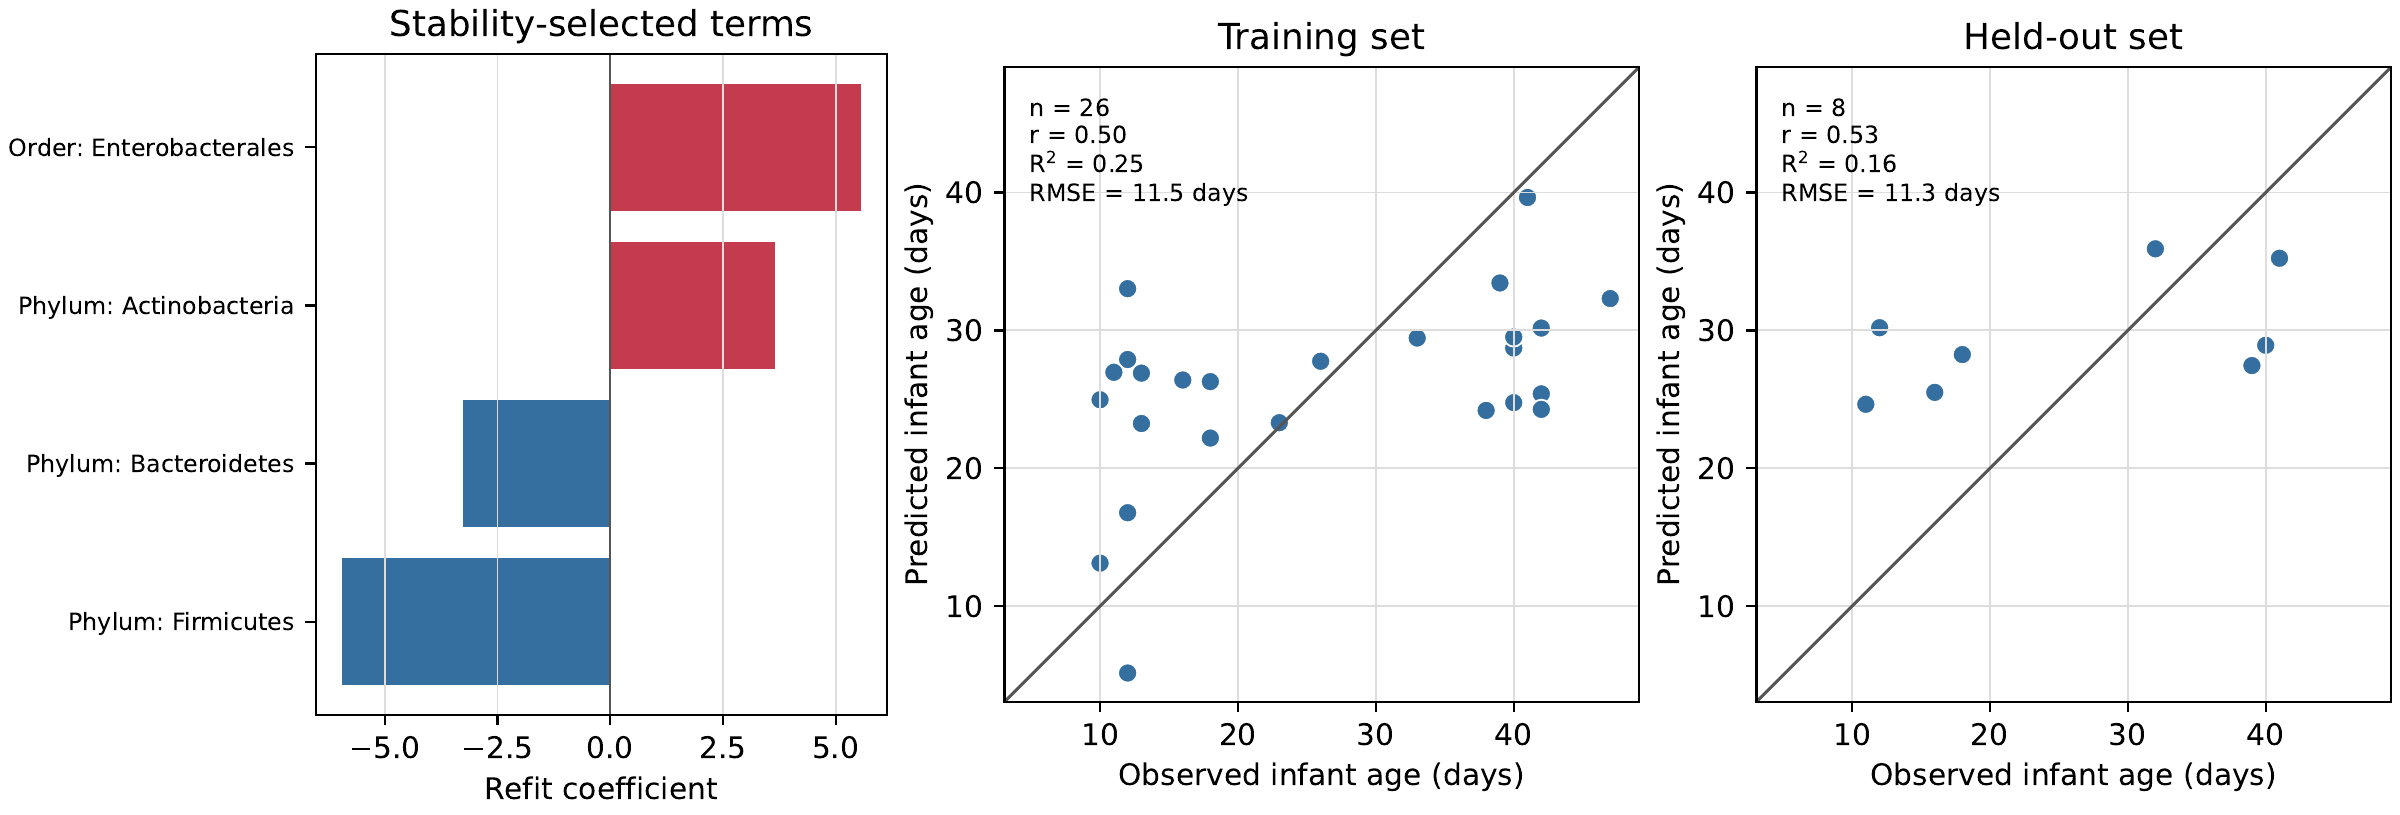 Stability-selected terms
Order: Enterobacterales
Phylum: Actinobacteria
Phylum: Bacteroidetes
Phylum: Firmicutes
−5.0
−2.5
0.0
2.5
5.0
Refit coefficient
Training set
n = 26
r = 0.50
R² = 0.25
RMSE = 11.5 days
Predicted infant age (days)
40
30
20
10
10
20
30
40
Observed infant age (days)
Held-out set
n = 8
r = 0.53
R² = 0.16
RMSE = 11.3 days
Predicted infant age (days)
40
30
20
10
10
20
30
40
Observed infant age (days)